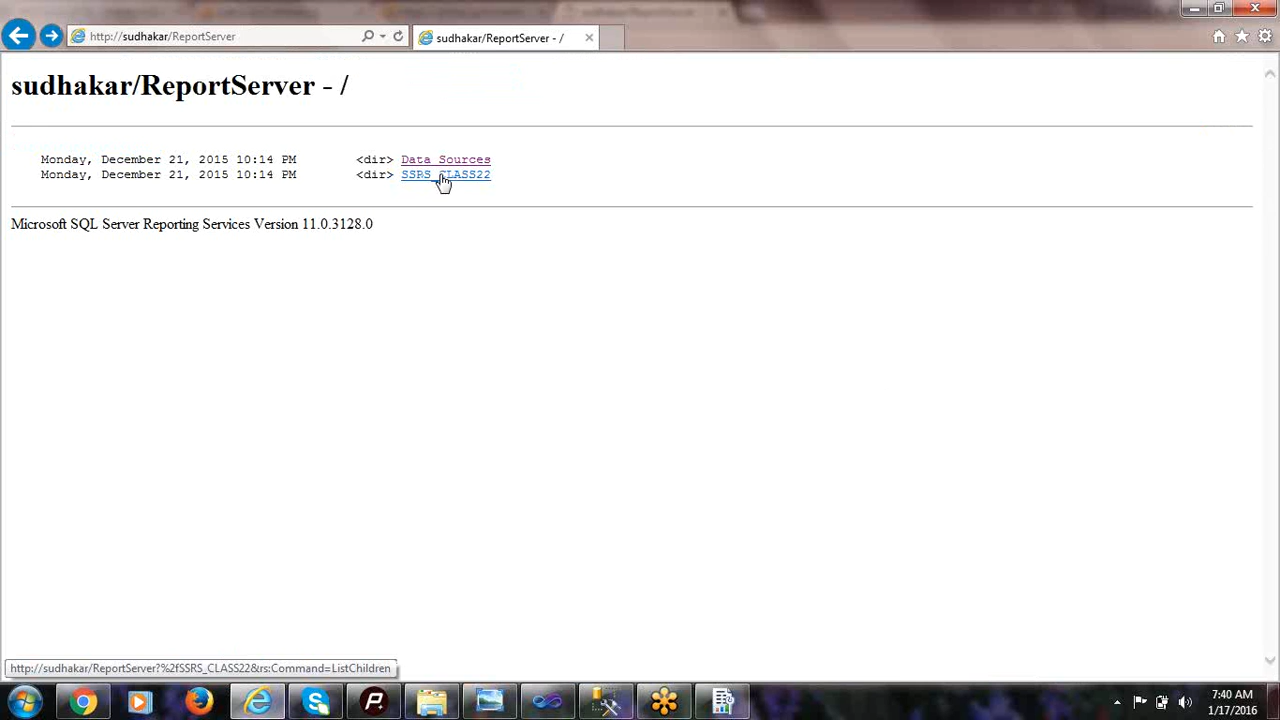 http://sudhakar/ReportServer
sudhakar/ReportServer - /
sudhakar/ReportServer - /
Monday, December 21, 2015 10:14 PM <dir> Data Sources
Monday, December 21, 2015 10:14 PM <dir> SSRS_CLASS22
Microsoft SQL Server Reporting Services Version 11.0.3128.0
http://sudhakar/ReportServer?%2fSSRS_CLASS22&rs:Command=ListChildren
7:40 AM
1/17/2016